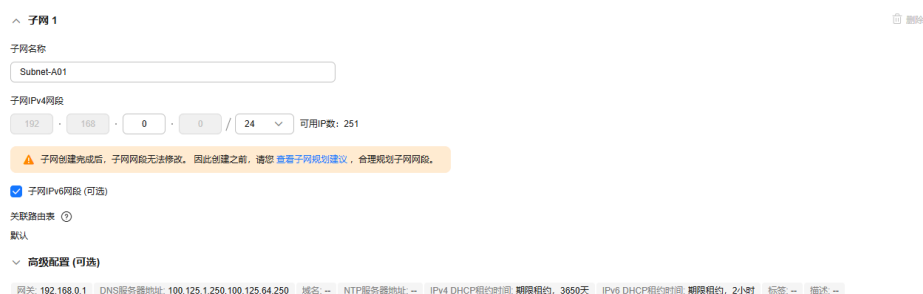 子网 1
删除
子网名称
Subnet-A01
子网IPv4网段
192 · 168 · 0 · 0 / 24 可用IP数：251
子网创建完成后，子网网段无法修改。因此创建之前，请您 查看子网规划建议，合理规划子网网段。
子网IPv6网段 (可选)
关联路由表 ?
默认
高级配置 (可选)
网关: 192.168.0.1 DNS服务器地址: 100.125.1.250,100.125.64.250 域名: -- NTP服务器地址: -- IPv4 DHCP租约时间: 期限租约，3650天 IPv6 DHCP租约时间: 期限租约，2小时 标签: -- 描述: --